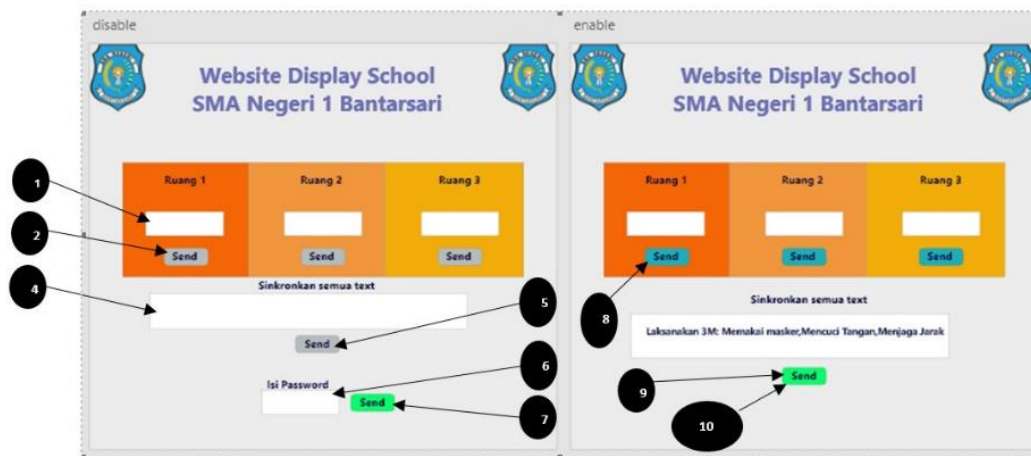 disable
Website Display School
SMA Negeri 1 Bantarsari
Ruang 1 Ruang 2 Ruang 3
Send Send Send
Sinkronkan semua text
Send
Isi Password
Send
1
2
4
5
6
7
enable
Website Display School
SMA Negeri 1 Bantarsari
Ruang 1 Ruang 2 Ruang 3
Send Send Send
Sinkronkan semua text
Laksanakan 3M: Memakai masker,Mencuci Tangan,Menjaga Jarak
Send
8
9
10